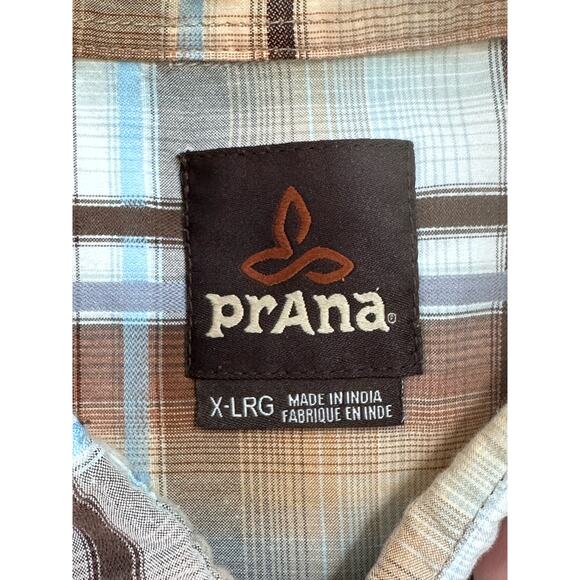 prAna®
X-LRG
MADE IN INDIA
FABRIQUE EN INDE